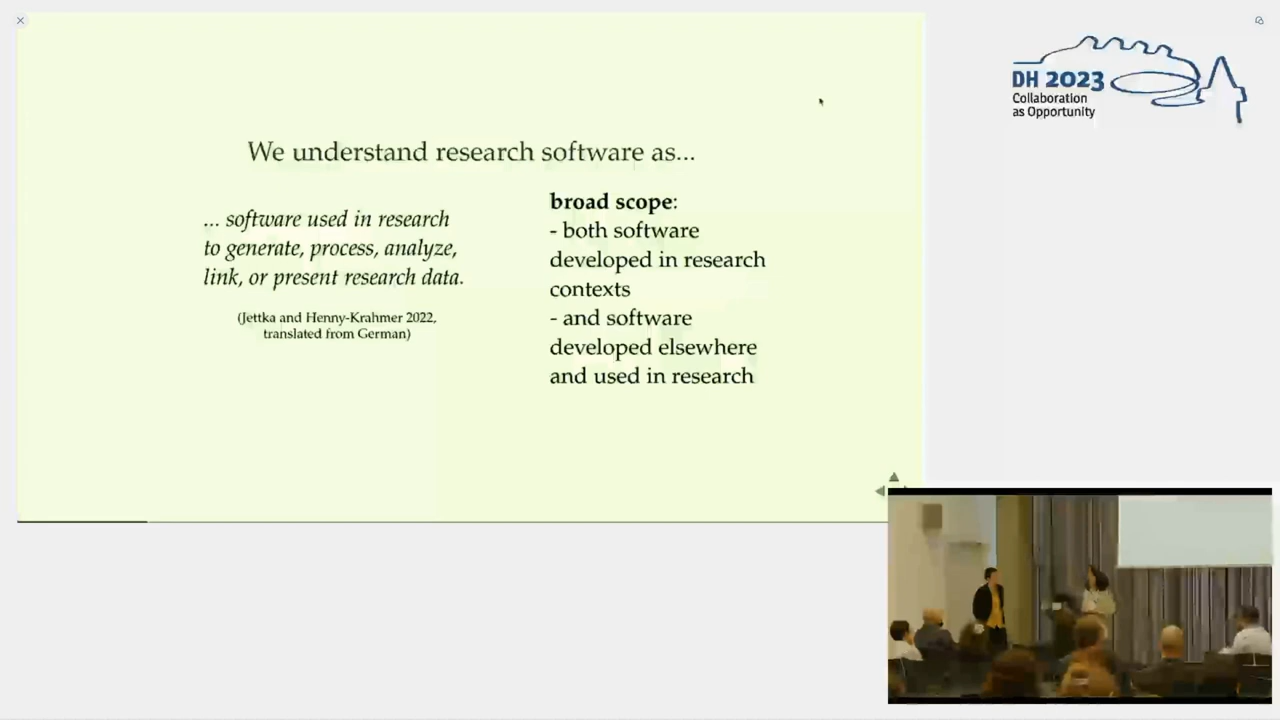 We understand research software as...
... software used in research
to generate, process, analyze,
link, or present research data.
(Jettka and Henny-Krahmer 2022,
translated from German)
broad scope:
- both software
developed in research
contexts
- and software
developed elsewhere
and used in research
DH 2023
Collaboration
as Opportunity